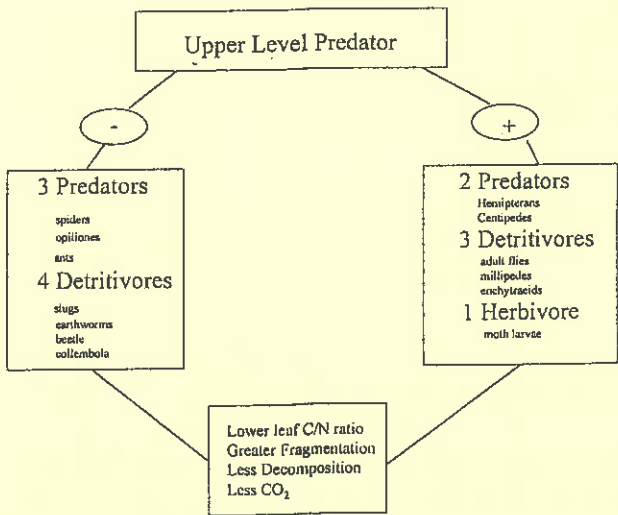 Upper Level Predator
-
+
3 Predators
spiders
opiliones
ants
4 Detritivores
slugs
earthworms
beetle
collembola
2 Predators
Hemipterans
Centipedes
3 Detritivores
adult flies
millipedes
enchytraeids
1 Herbivore
moth larvae
Lower leaf C/N ratio
Greater Fragmentation
Less Decomposition
Less CO₂